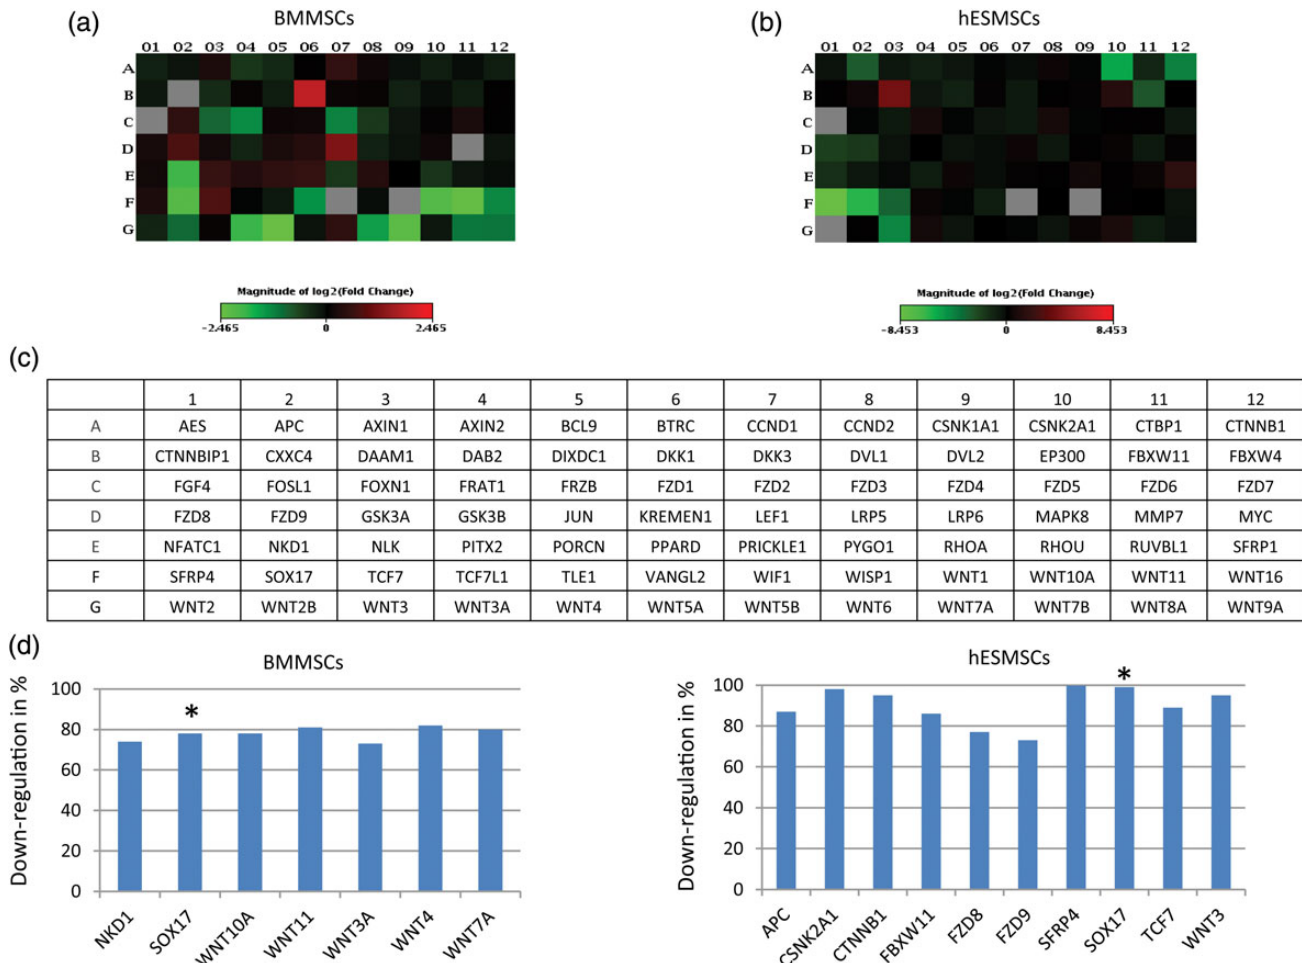 (a) BMMSCs
01 02 03 04 05 06 07 08 09 10 11 12
A
B
C
D
E
F
G
Magnitude of log2(Fold Change)
-2.465 0 2.465
(b) hESMSCs
01 02 03 04 05 06 07 08 09 10 11 12
A
B
C
D
E
F
G
Magnitude of log2(Fold Change)
-8.453 0 8.453
(c)
1 2 3 4 5 6 7 8 9 10 11 12
A AES APC AXIN1 AXIN2 BCL9 BTRC CCND1 CCND2 CSNK1A1 CSNK2A1 CTBP1 CTNNB1
B CTNNBIP1 CXXC4 DAAM1 DAB2 DIXDC1 DKK1 DKK3 DVL1 DVL2 EP300 FBXW11 FBXW4
C FGF4 FOSL1 FOXN1 FRAT1 FRZB FZD1 FZD2 FZD3 FZD4 FZD5 FZD6 FZD7
D FZD8 FZD9 GSK3A GSK3B JUN KREMEN1 LEF1 LRP5 LRP6 MAPK8 MMP7 MYC
E NFATC1 NKD1 NLK PITX2 PORCN PPARD PRICKLE1 PYGO1 RHOA RHOU RUVBL1 SFRP1
F SFRP4 SOX17 TCF7 TCF7L1 TLE1 VANGL2 WIF1 WISP1 WNT1 WNT10A WNT11 WNT16
G WNT2 WNT2B WNT3 WNT3A WNT4 WNT5A WNT5B WNT6 WNT7A WNT7B WNT8A WNT9A
(d)
BMMSCs
Down-regulation in %
100
80
60
40
20
0
*
NKD1 SOX17 WNT10A WNT11 WNT3A WNT4 WNT7A
hESMSCs
Down-regulation in %
100
80
60
40
20
0
*
APC CSNK2A1 CTNNB1 FBXW11 FZD8 FZD9 SFRP4 SOX17 TCF7 WNT3